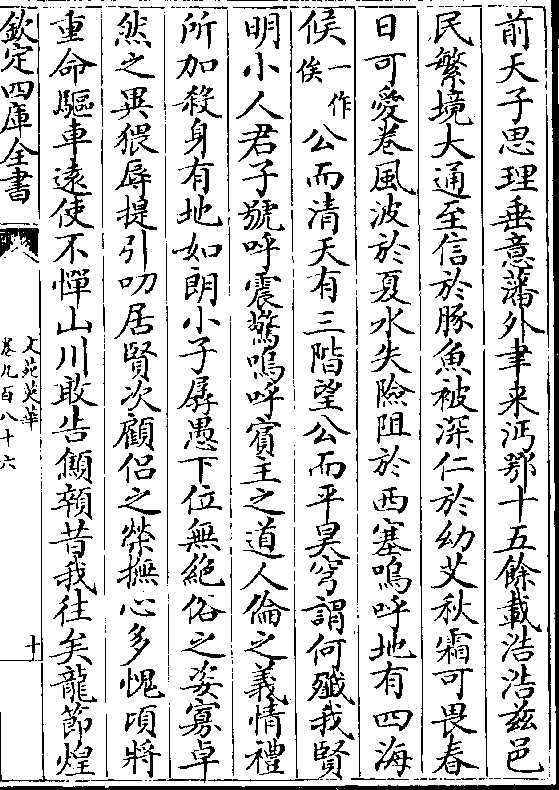 前天子思理垂意藩外聿来沔鄂十五餘載浩浩兹邑
民繁境大通至信於豚魚被深仁於幼艾秋霜可畏春
日可愛卷風波於夏水失險阻於西塞嗚呼地有四海
侯一作俟公而清天有三階望公而平昊穹謂何殲我賢
明小人君子號呼震驚嗚呼賓主之道人倫之義情禮
所加殺身有地如朗小子孱愚下位無絶俗之姿寡卓
然之異猥辱提引叨居賢次顧侣之榮撫心多愧頃將
重命驅車遠使不憚山川敢告顦顇昔我往矣龍節煌
欽定四庫全書
文苑英華
卷九百八十六
十